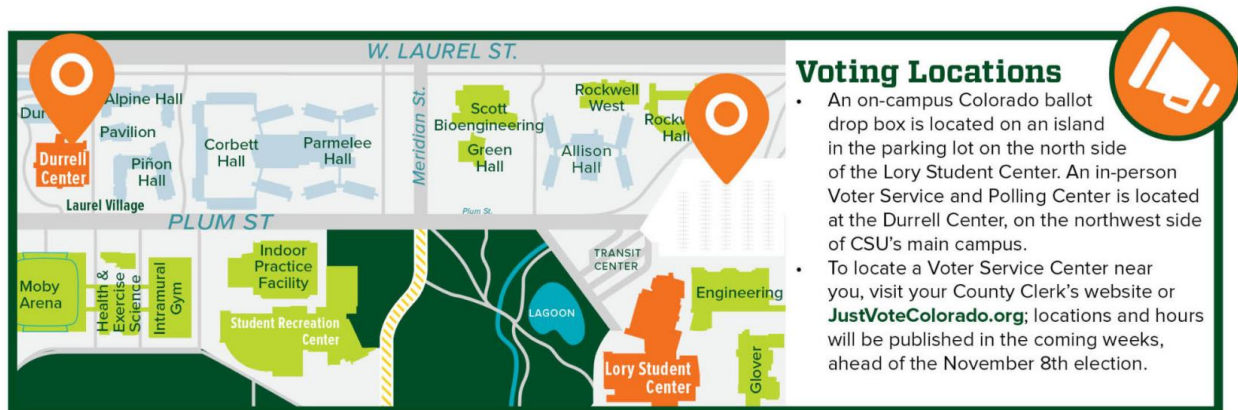 W. LAUREL ST.
Alpine Hall
Pavilion
Durrell
Center
Piñon
Hall
Laurel Village
Corbett
Hall
Parmelee
Hall
Meridian St.
Scott
Bioengineering
Green
Hall
Rockwell
West
Allison
Hall
Hall
PLUM ST
Plum St.
Moby
Arena
Health &
Exercise
Science
Intramural
Gym
Indoor
Practice
Facility
Student Recreation
Center
LAGOON
TRANSIT
CENTER
Engineering
Lory Student
Center
Glover
Voting Locations
• An on-campus Colorado ballot
drop box is located on an island
in the parking lot on the north side
of the Lory Student Center. An in-person
Voter Service and Polling Center is located
at the Durrell Center, on the northwest side
of CSU's main campus.
• To locate a Voter Service Center near
you, visit your County Clerk's website or
JustVoteColorado.org; locations and hours
will be published in the coming weeks,
ahead of the November 8th election.